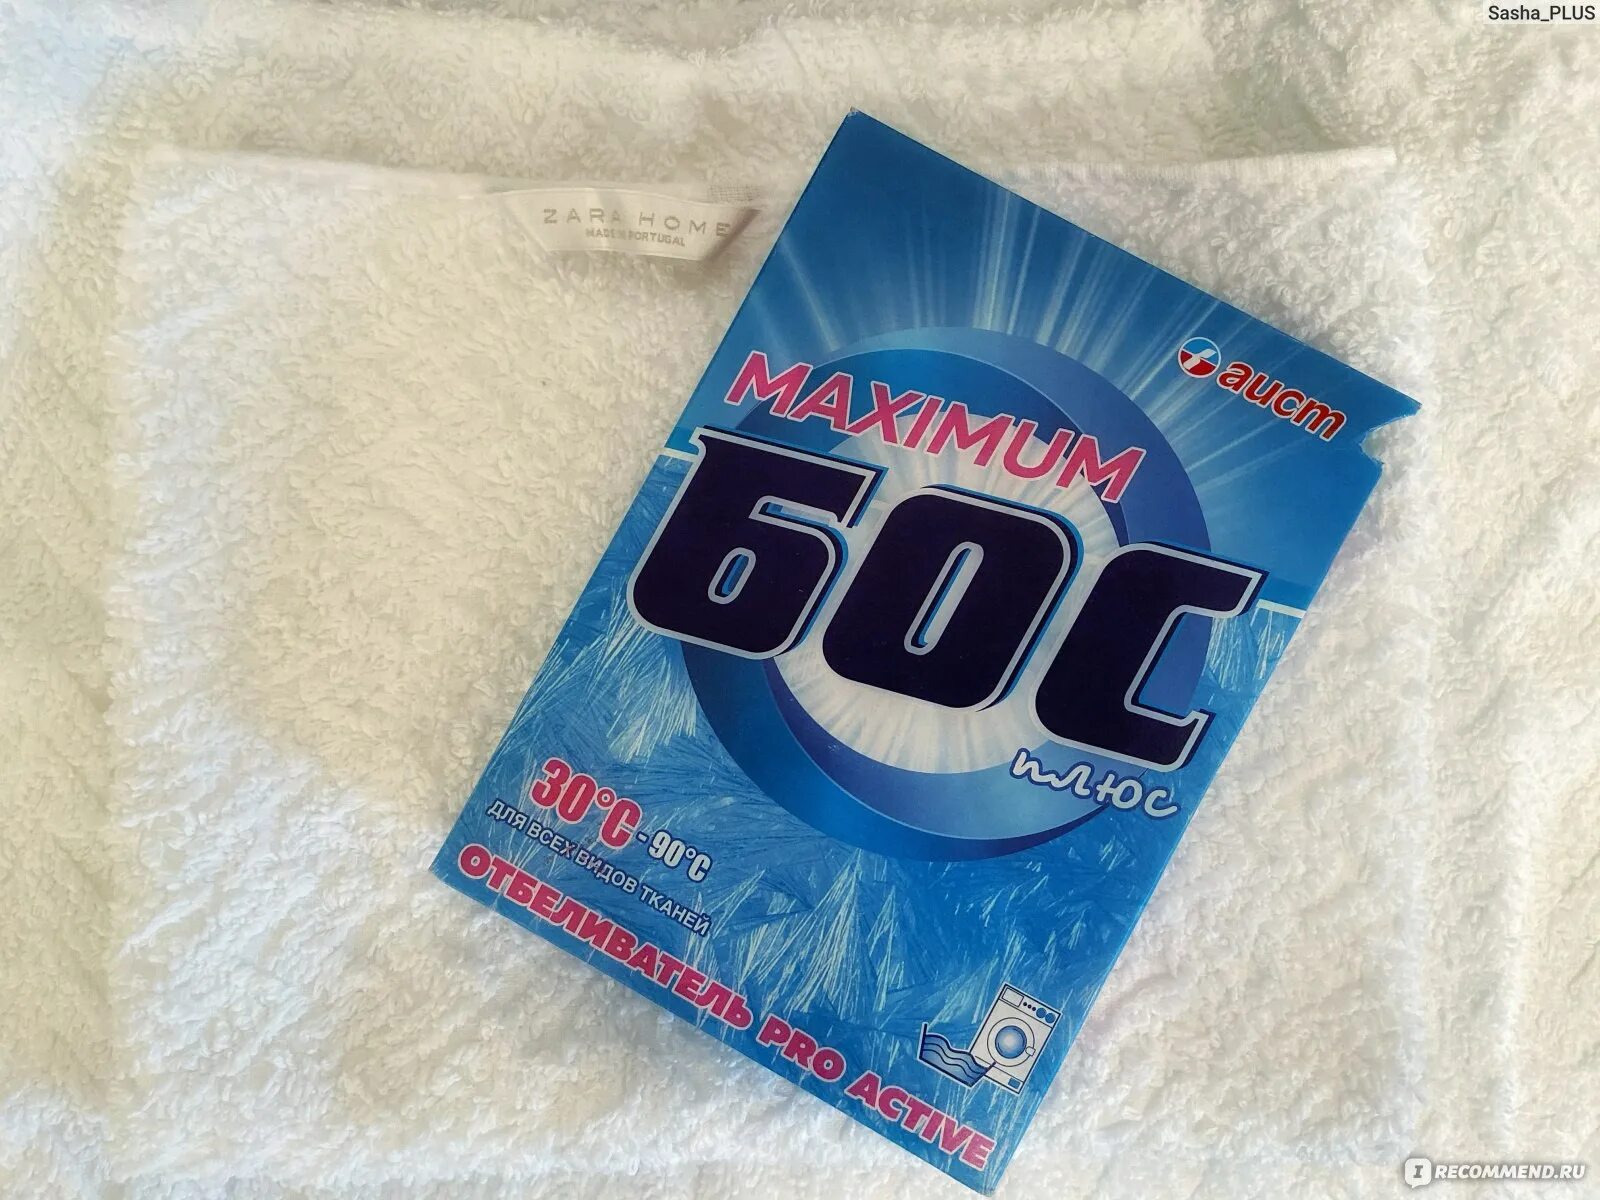 Sasha_PLUS
ZARA HOME
MADE IN PORTUGAL
аист
MAXIMUM
БОС
плюс
30°C - 90°C
ДЛЯ ВСЕХ ВИДОВ ТКАНЕЙ
ОТБЕЛИВАТЕЛЬ PRO ACTIVE
IRECOMMEND.RU